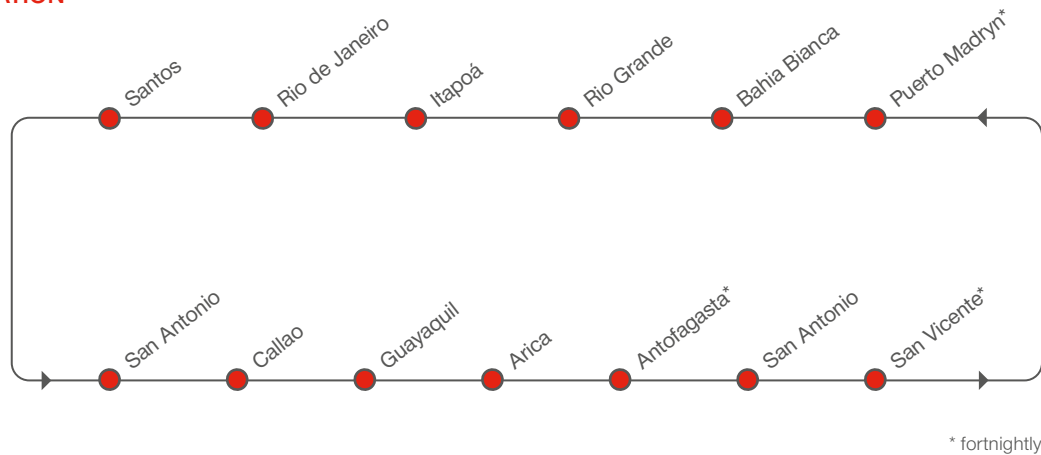 Santos
Rio de Janeiro
Itapoá
Rio Grande
Bahia Bianca
Puerto Madryn*
San Antonio
Callao
Guayaquil
Arica
Antofagasta*
San Antonio
San Vicente*
* fortnightly